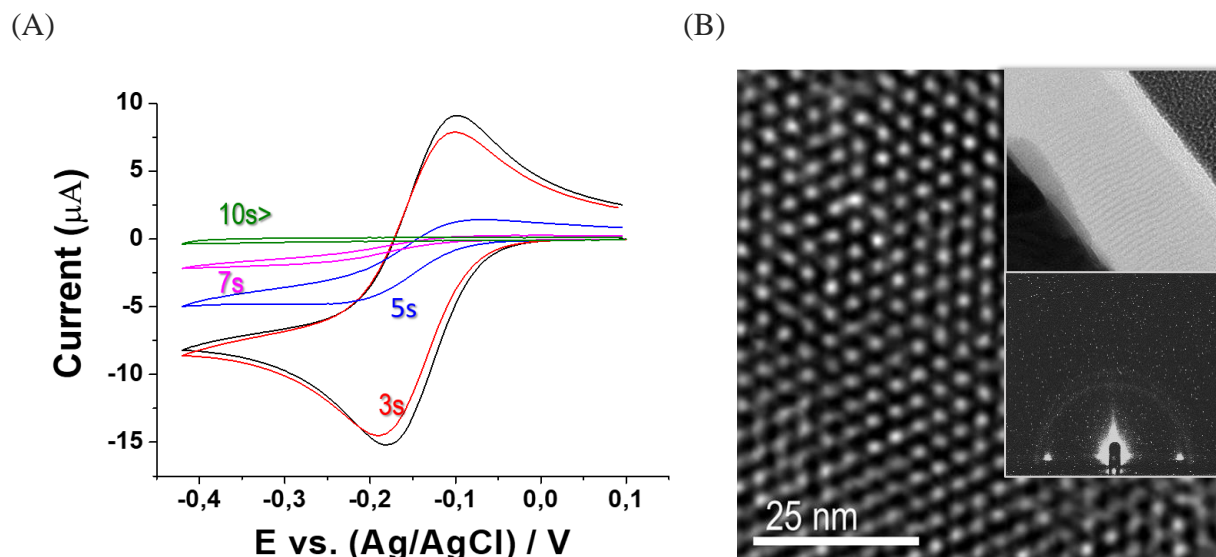 (A)
(B)
10
5
0
-5
-10
-15
Current (μA)
10s>
7s
5s
3s
-0,4
-0,3
-0,2
-0,1
0,0
0,1
E vs. (Ag/AgCl) / V
25 nm